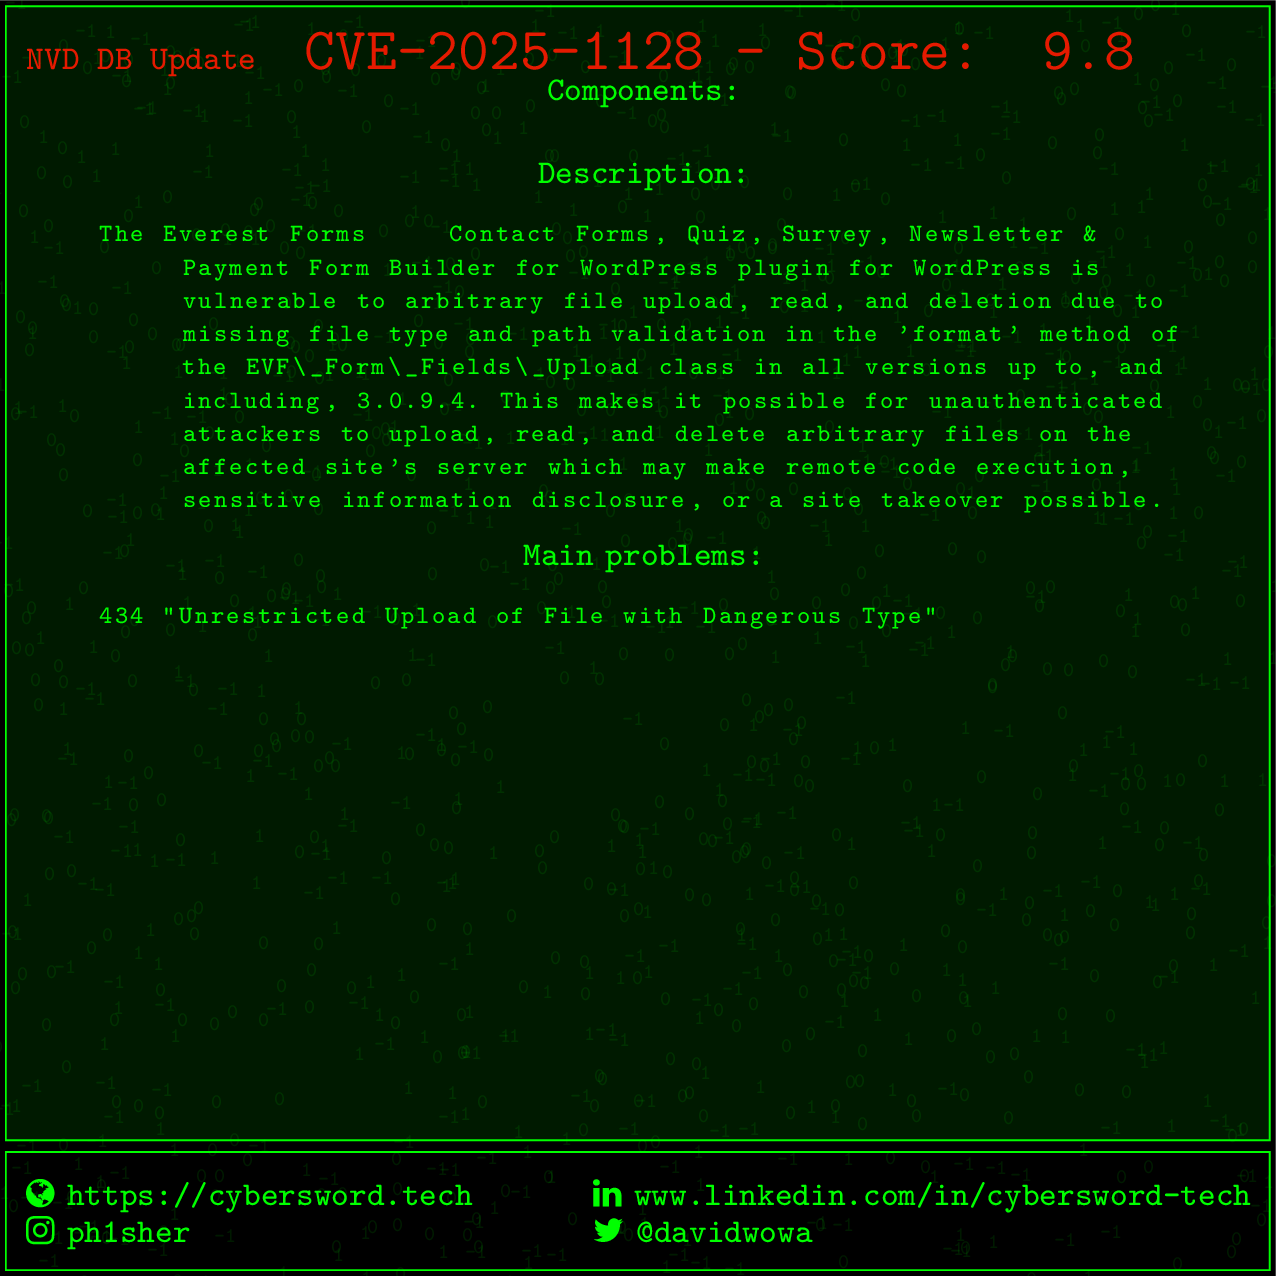 NVD DB Update CVE-2025-1128 - Score: 9.8
Components:
Description:
The Everest Forms Contact Forms, Quiz, Survey, Newsletter &
Payment Form Builder for WordPress plugin for WordPress is
vulnerable to arbitrary file upload, read, and deletion due to
missing file type and path validation in the 'format' method of
the EVF\_Form\_Fields\_Upload class in all versions up to, and
including, 3.0.9.4. This makes it possible for unauthenticated
attackers to upload, read, and delete arbitrary files on the
affected site's server which may make remote code execution,
sensitive information disclosure, or a site takeover possible.
Main problems:
434 "Unrestricted Upload of File with Dangerous Type"
https://cybersword.tech
www.linkedin.com/in/cybersword-tech
ph1sher
@davidwowa